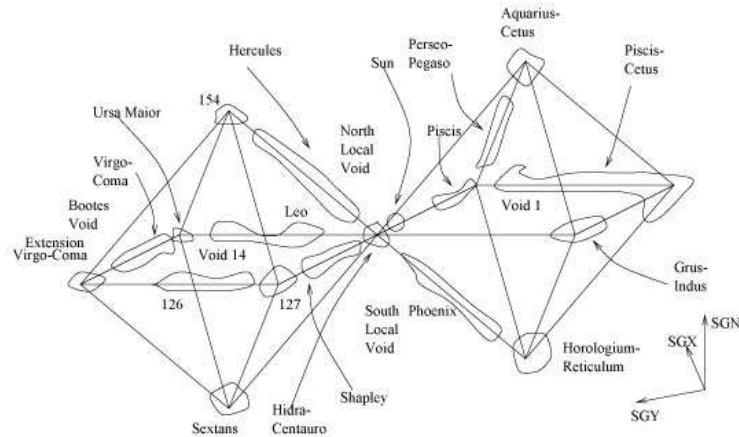 Aquarius-
Cetus
Hercules
Perseo-
Pegaso
Piscis-
Cetus
Sun
154
Ursa Maior
North
Local
Void
Piscis
Virgo-
Coma
Bootes
Void
Leo
Void 1
Extension
Virgo-Coma
Void 14
Grus-
Indus
126
127
South
Local
Void
Phoenix
SGN
Horologium-
Reticulum
SGX
Shapley
Hidra-
Centauro
SGY
Sextans